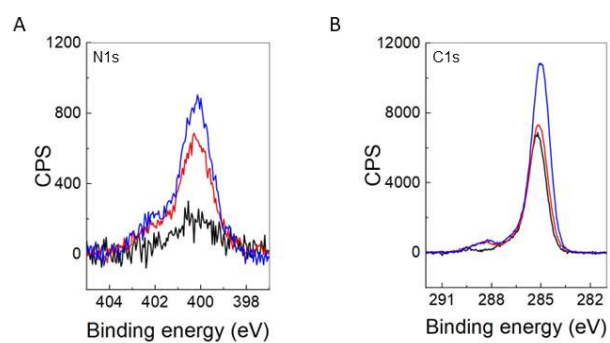 A
N1s
CPS
1200
800
400
0
404 402 400 398
Binding energy (eV)
B
C1s
CPS
12000
8000
4000
0
291 288 285 282
Binding energy (eV)